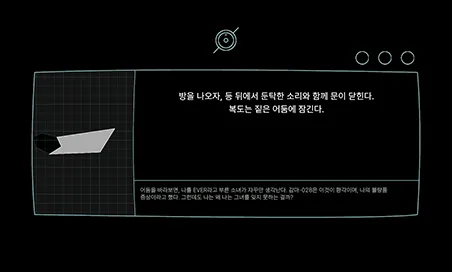 방을 나오자, 등 뒤에서 둔탁한 소리와 함께 문이 닫힌다.
복도는 짙은 어둠에 잠긴다.
어둠을 바라보면, 나를 EVE라고 부른 소녀가 자꾸만 생각난다. 감마-028은 이것이 환각이며, 나의 불량품
증상이라고 했다. 그런데도 나는 왜 나는 그녀를 잊지 못하는 걸까?